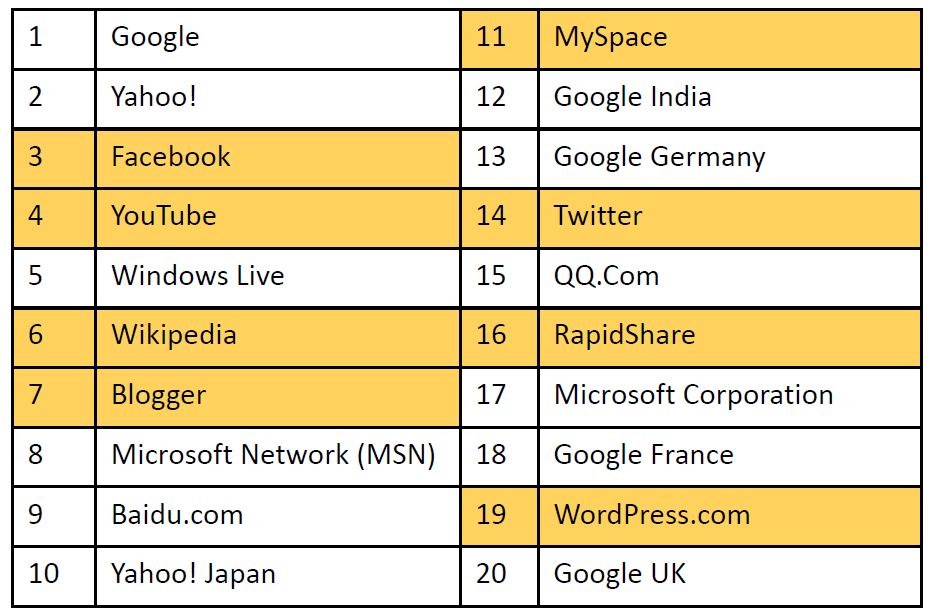 1 Google 11 MySpace
2 Yahoo! 12 Google India
3 Facebook 13 Google Germany
4 YouTube 14 Twitter
5 Windows Live 15 QQ.Com
6 Wikipedia 16 RapidShare
7 Blogger 17 Microsoft Corporation
8 Microsoft Network (MSN) 18 Google France
9 Baidu.com 19 WordPress.com
10 Yahoo! Japan 20 Google UK